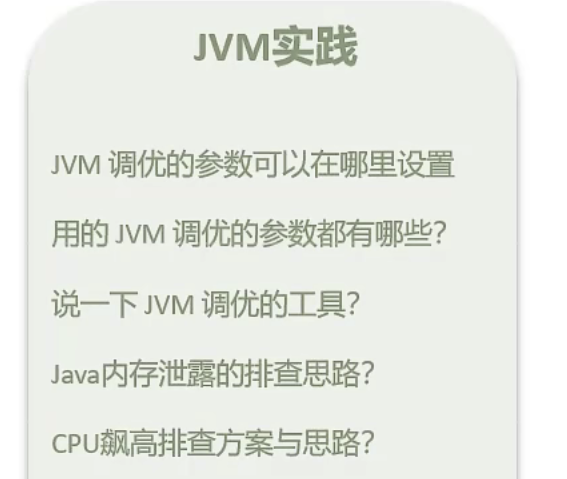 JVM实践
JVM 调优的参数可以在哪里设置
用的 JVM 调优的参数都有哪些?
说一下 JVM 调优的工具?
Java内存泄露的排查思路?
CPU飙高排查方案与思路?